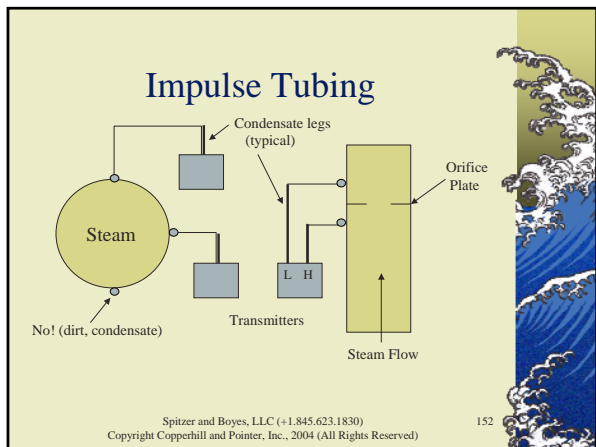 Impulse Tubing
Condensate legs
(typical)
Orifice
Plate
Steam
L H
No! (dirt, condensate)
Transmitters
Steam Flow
Spitzer and Boyes, LLC (+1.845.623.1830)
Copyright Copperhill and Pointer, Inc., 2004 (All Rights Reserved)
152